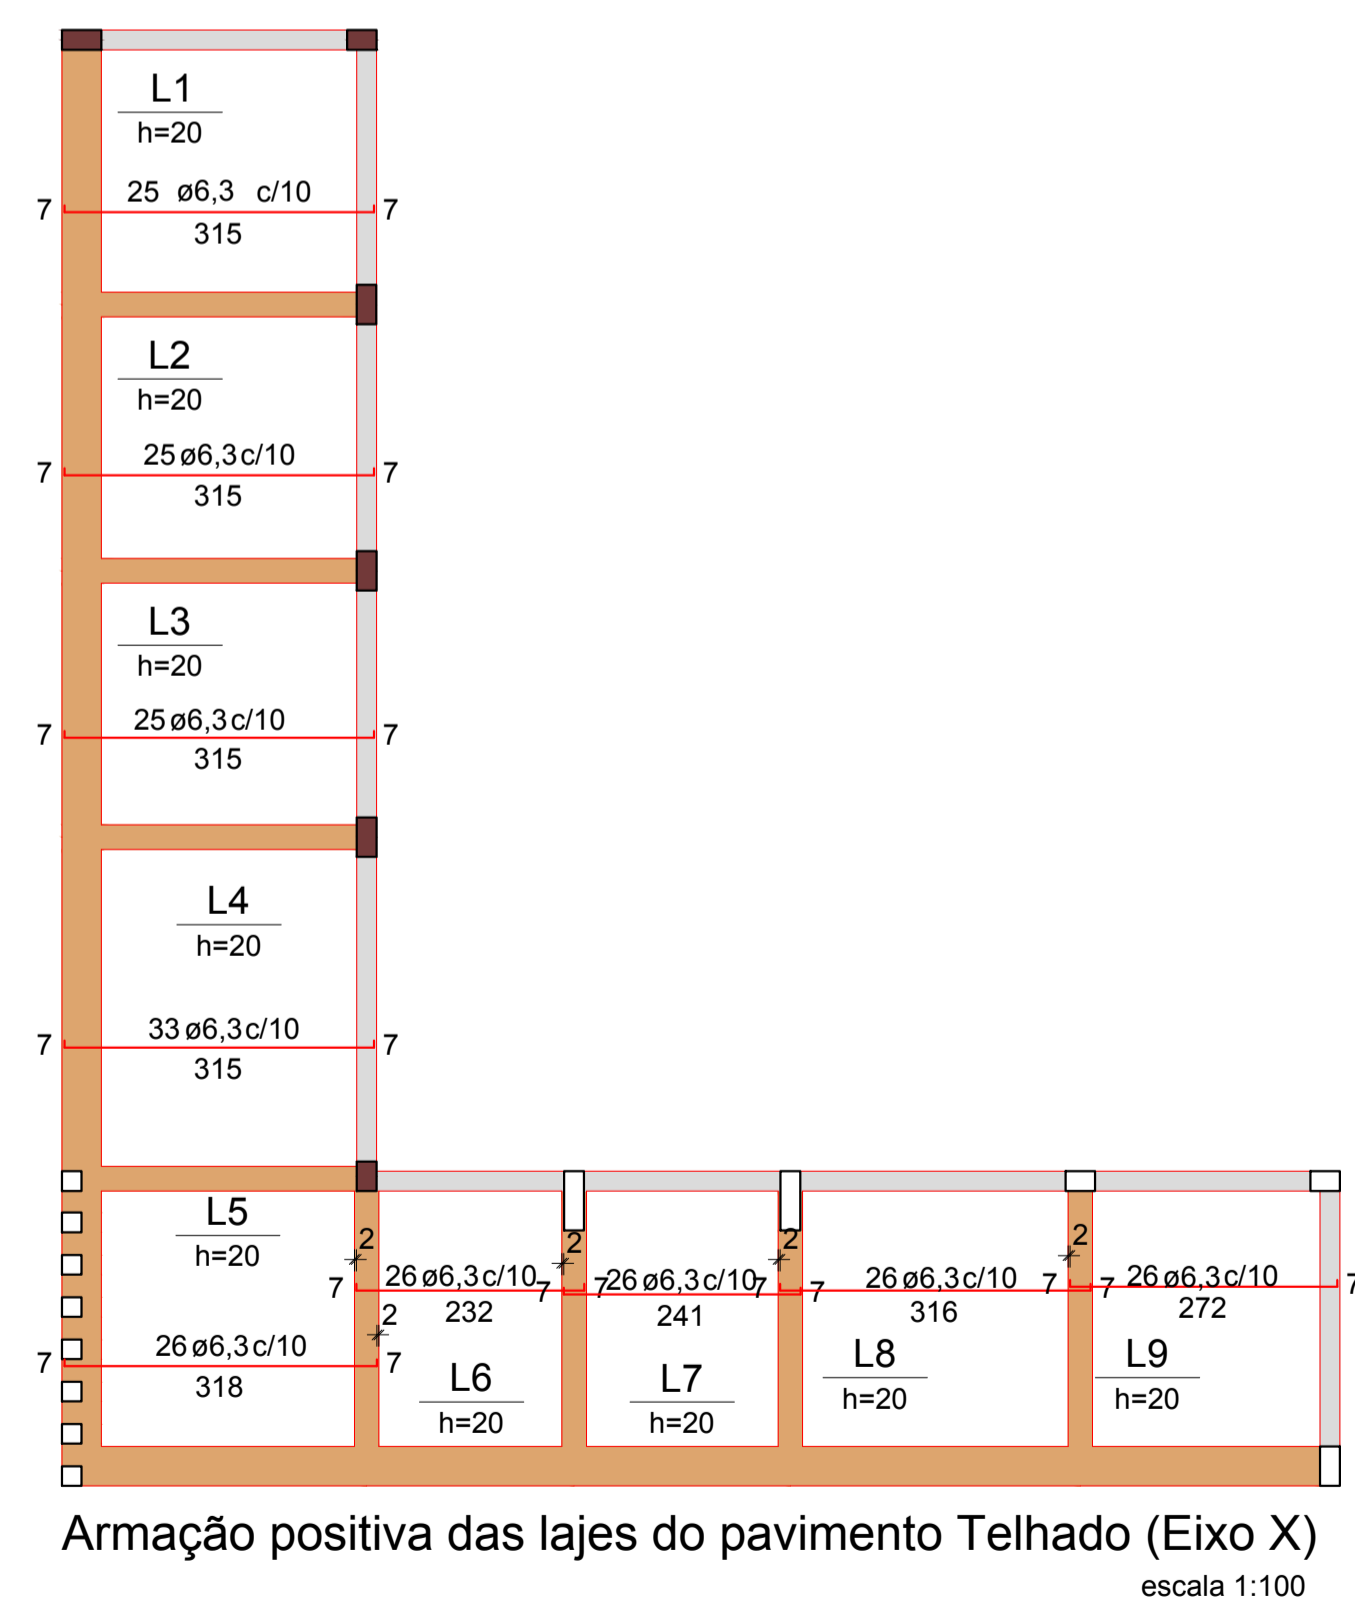 L1
h=20
25 ø6,3 c/10
7 7
315
L2
h=20
25 ø6,3 c/10
7 7
315
L3
h=20
25 ø6,3 c/10
7 7
315
L4
h=20
33 ø6,3 c/10
7 7
315
L5
h=20
2 2 2 2
26 ø6,3 c/10 26 ø6,3 c/10 26 ø6,3 c/10 26 ø6,3 c/10
7 7 7 7 7 7 7 7
232 241 316 272
2
26 ø6,3 c/10
7 7
318
L6
h=20
L7
h=20
L8
h=20
L9
h=20
Armação positiva das lajes do pavimento Telhado (Eixo X)
escala 1:100